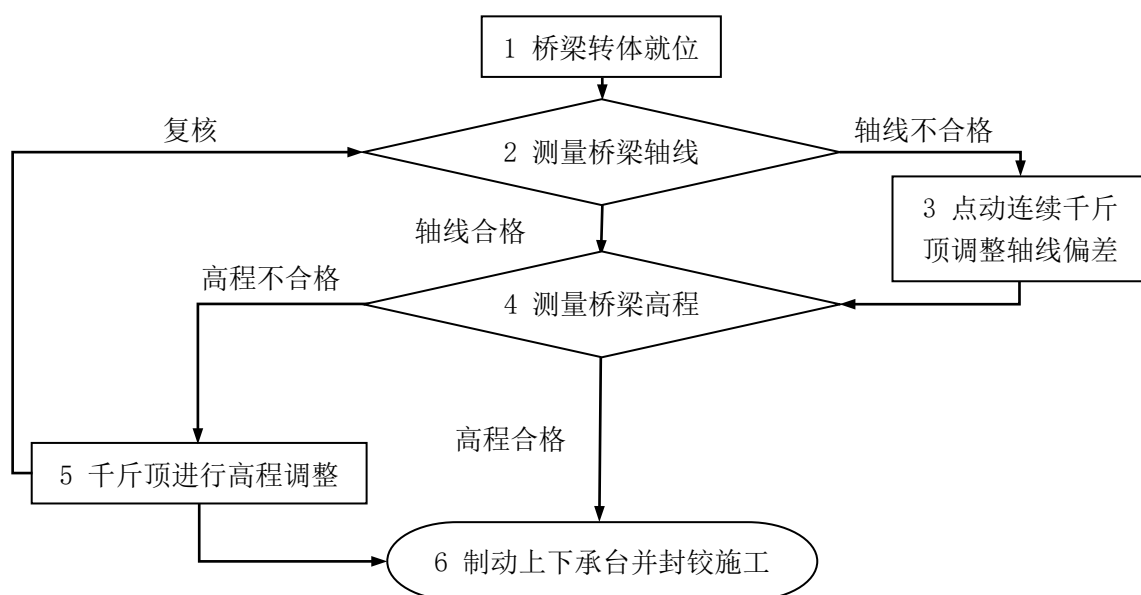 1 桥梁转体就位
复核
轴线不合格
2 测量桥梁轴线
3 点动连续千斤
顶调整轴线偏差
轴线合格
高程不合格
4 测量桥梁高程
高程合格
5 千斤顶进行高程调整
6 制动上下承台并封铰施工